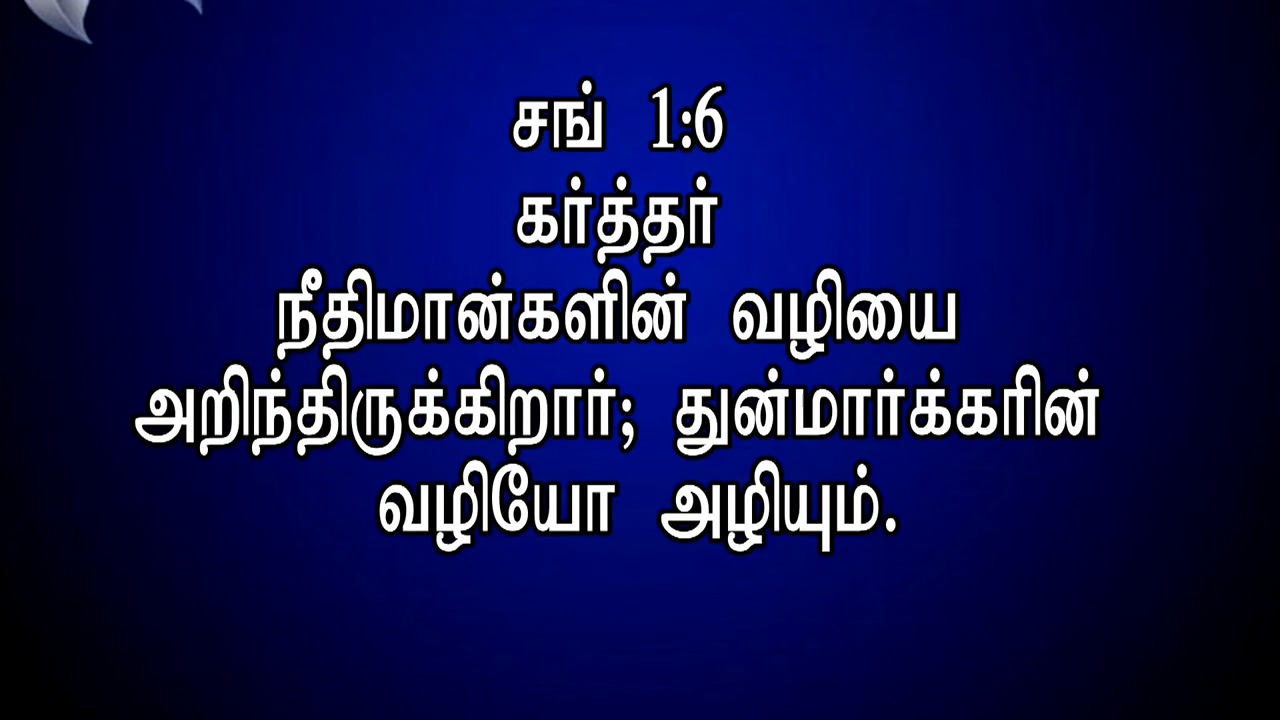 சங் 1:6
கர்த்தர்
நீதிமான்களின் வழியை
அறிந்திருக்கிறார்; துன்மார்க்கரின்
வழியோ அழியும்.